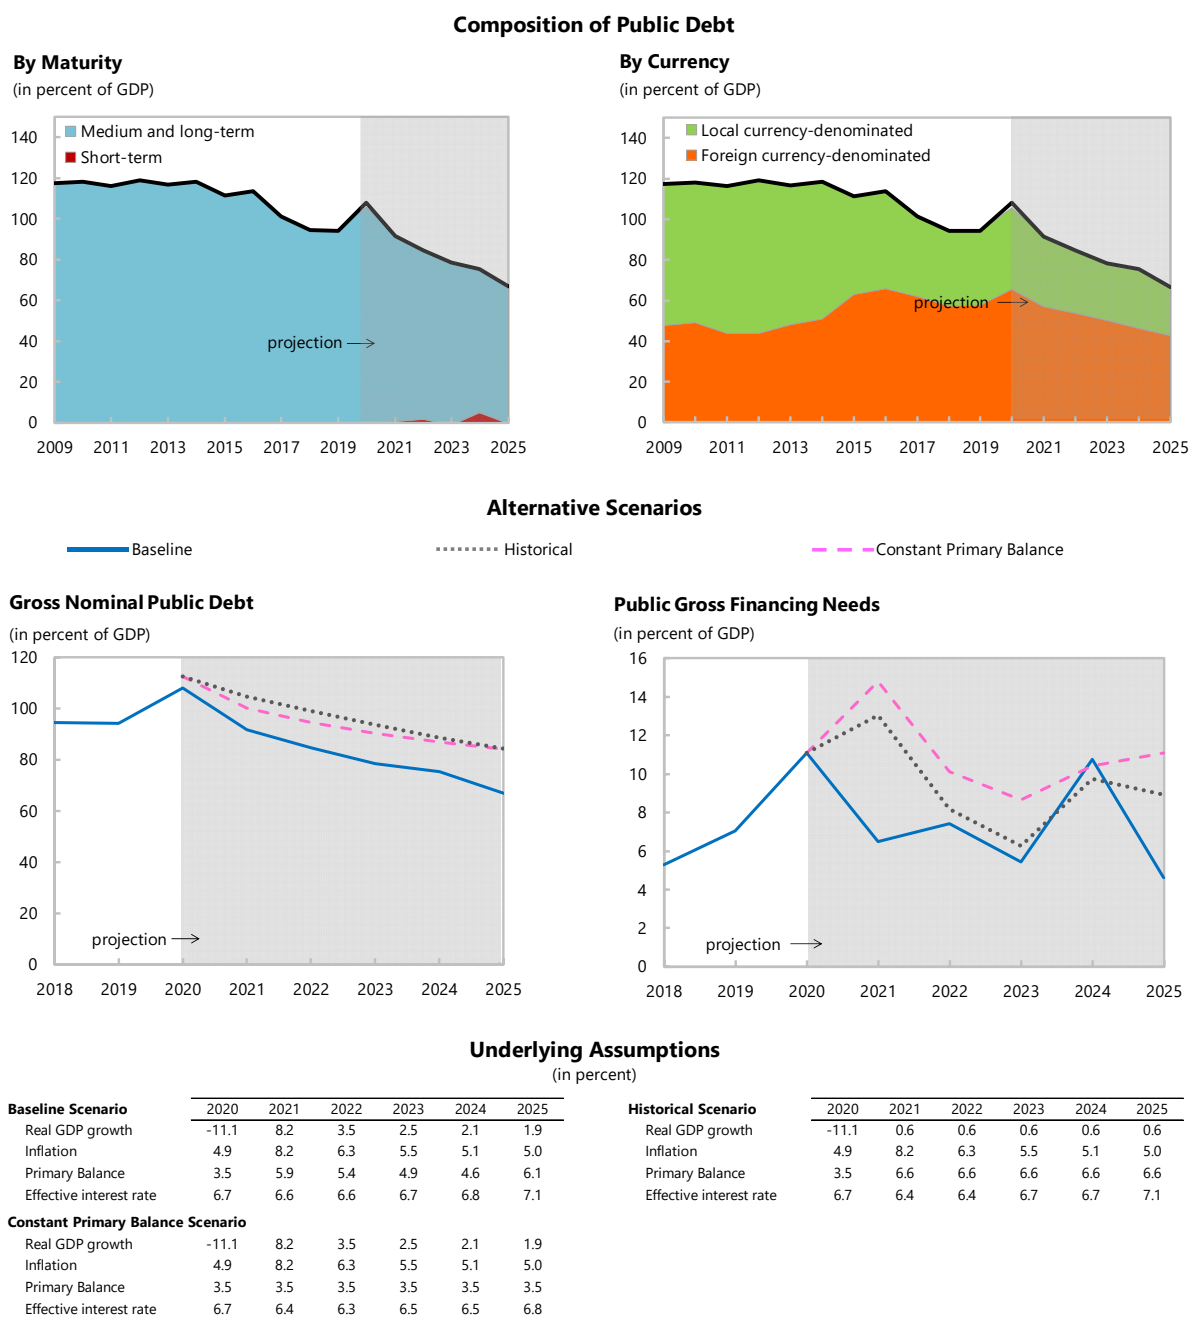 Composition of Public Debt
By Maturity
(in percent of GDP)
Medium and long-term
Short-term
140
120
100
80
60
40
20
0
projection
2009 2011 2013 2015 2017 2019 2021 2023 2025
By Currency
(in percent of GDP)
Local currency-denominated
Foreign currency-denominated
140
120
100
80
60
40
20
0
projection
2009 2011 2013 2015 2017 2019 2021 2023 2025
Alternative Scenarios
Baseline Historical Constant Primary Balance
Gross Nominal Public Debt
(in percent of GDP)
120
100
80
60
40
20
0
projection
2018 2019 2020 2021 2022 2023 2024 2025
Public Gross Financing Needs
(in percent of GDP)
16
14
12
10
8
6
4
2
0
projection
2018 2019 2020 2021 2022 2023 2024 2025
Underlying Assumptions
(in percent)
Baseline Scenario 2020 2021 2022 2023 2024 2025
Real GDP growth -11.1 8.2 3.5 2.5 2.1 1.9
Inflation 4.9 8.2 6.3 5.5 5.1 5.0
Primary Balance 3.5 5.9 5.4 4.9 4.6 6.1
Effective interest rate 6.7 6.6 6.6 6.7 6.8 7.1
Constant Primary Balance Scenario
Real GDP growth -11.1 8.2 3.5 2.5 2.1 1.9
Inflation 4.9 8.2 6.3 5.5 5.1 5.0
Primary Balance 3.5 3.5 3.5 3.5 3.5 3.5
Effective interest rate 6.7 6.4 6.3 6.5 6.5 6.8
Historical Scenario 2020 2021 2022 2023 2024 2025
Real GDP growth -11.1 0.6 0.6 0.6 0.6 0.6
Inflation 4.9 8.2 6.3 5.5 5.1 5.0
Primary Balance 3.5 6.6 6.6 6.6 6.6 6.6
Effective interest rate 6.7 6.4 6.4 6.7 6.7 7.1